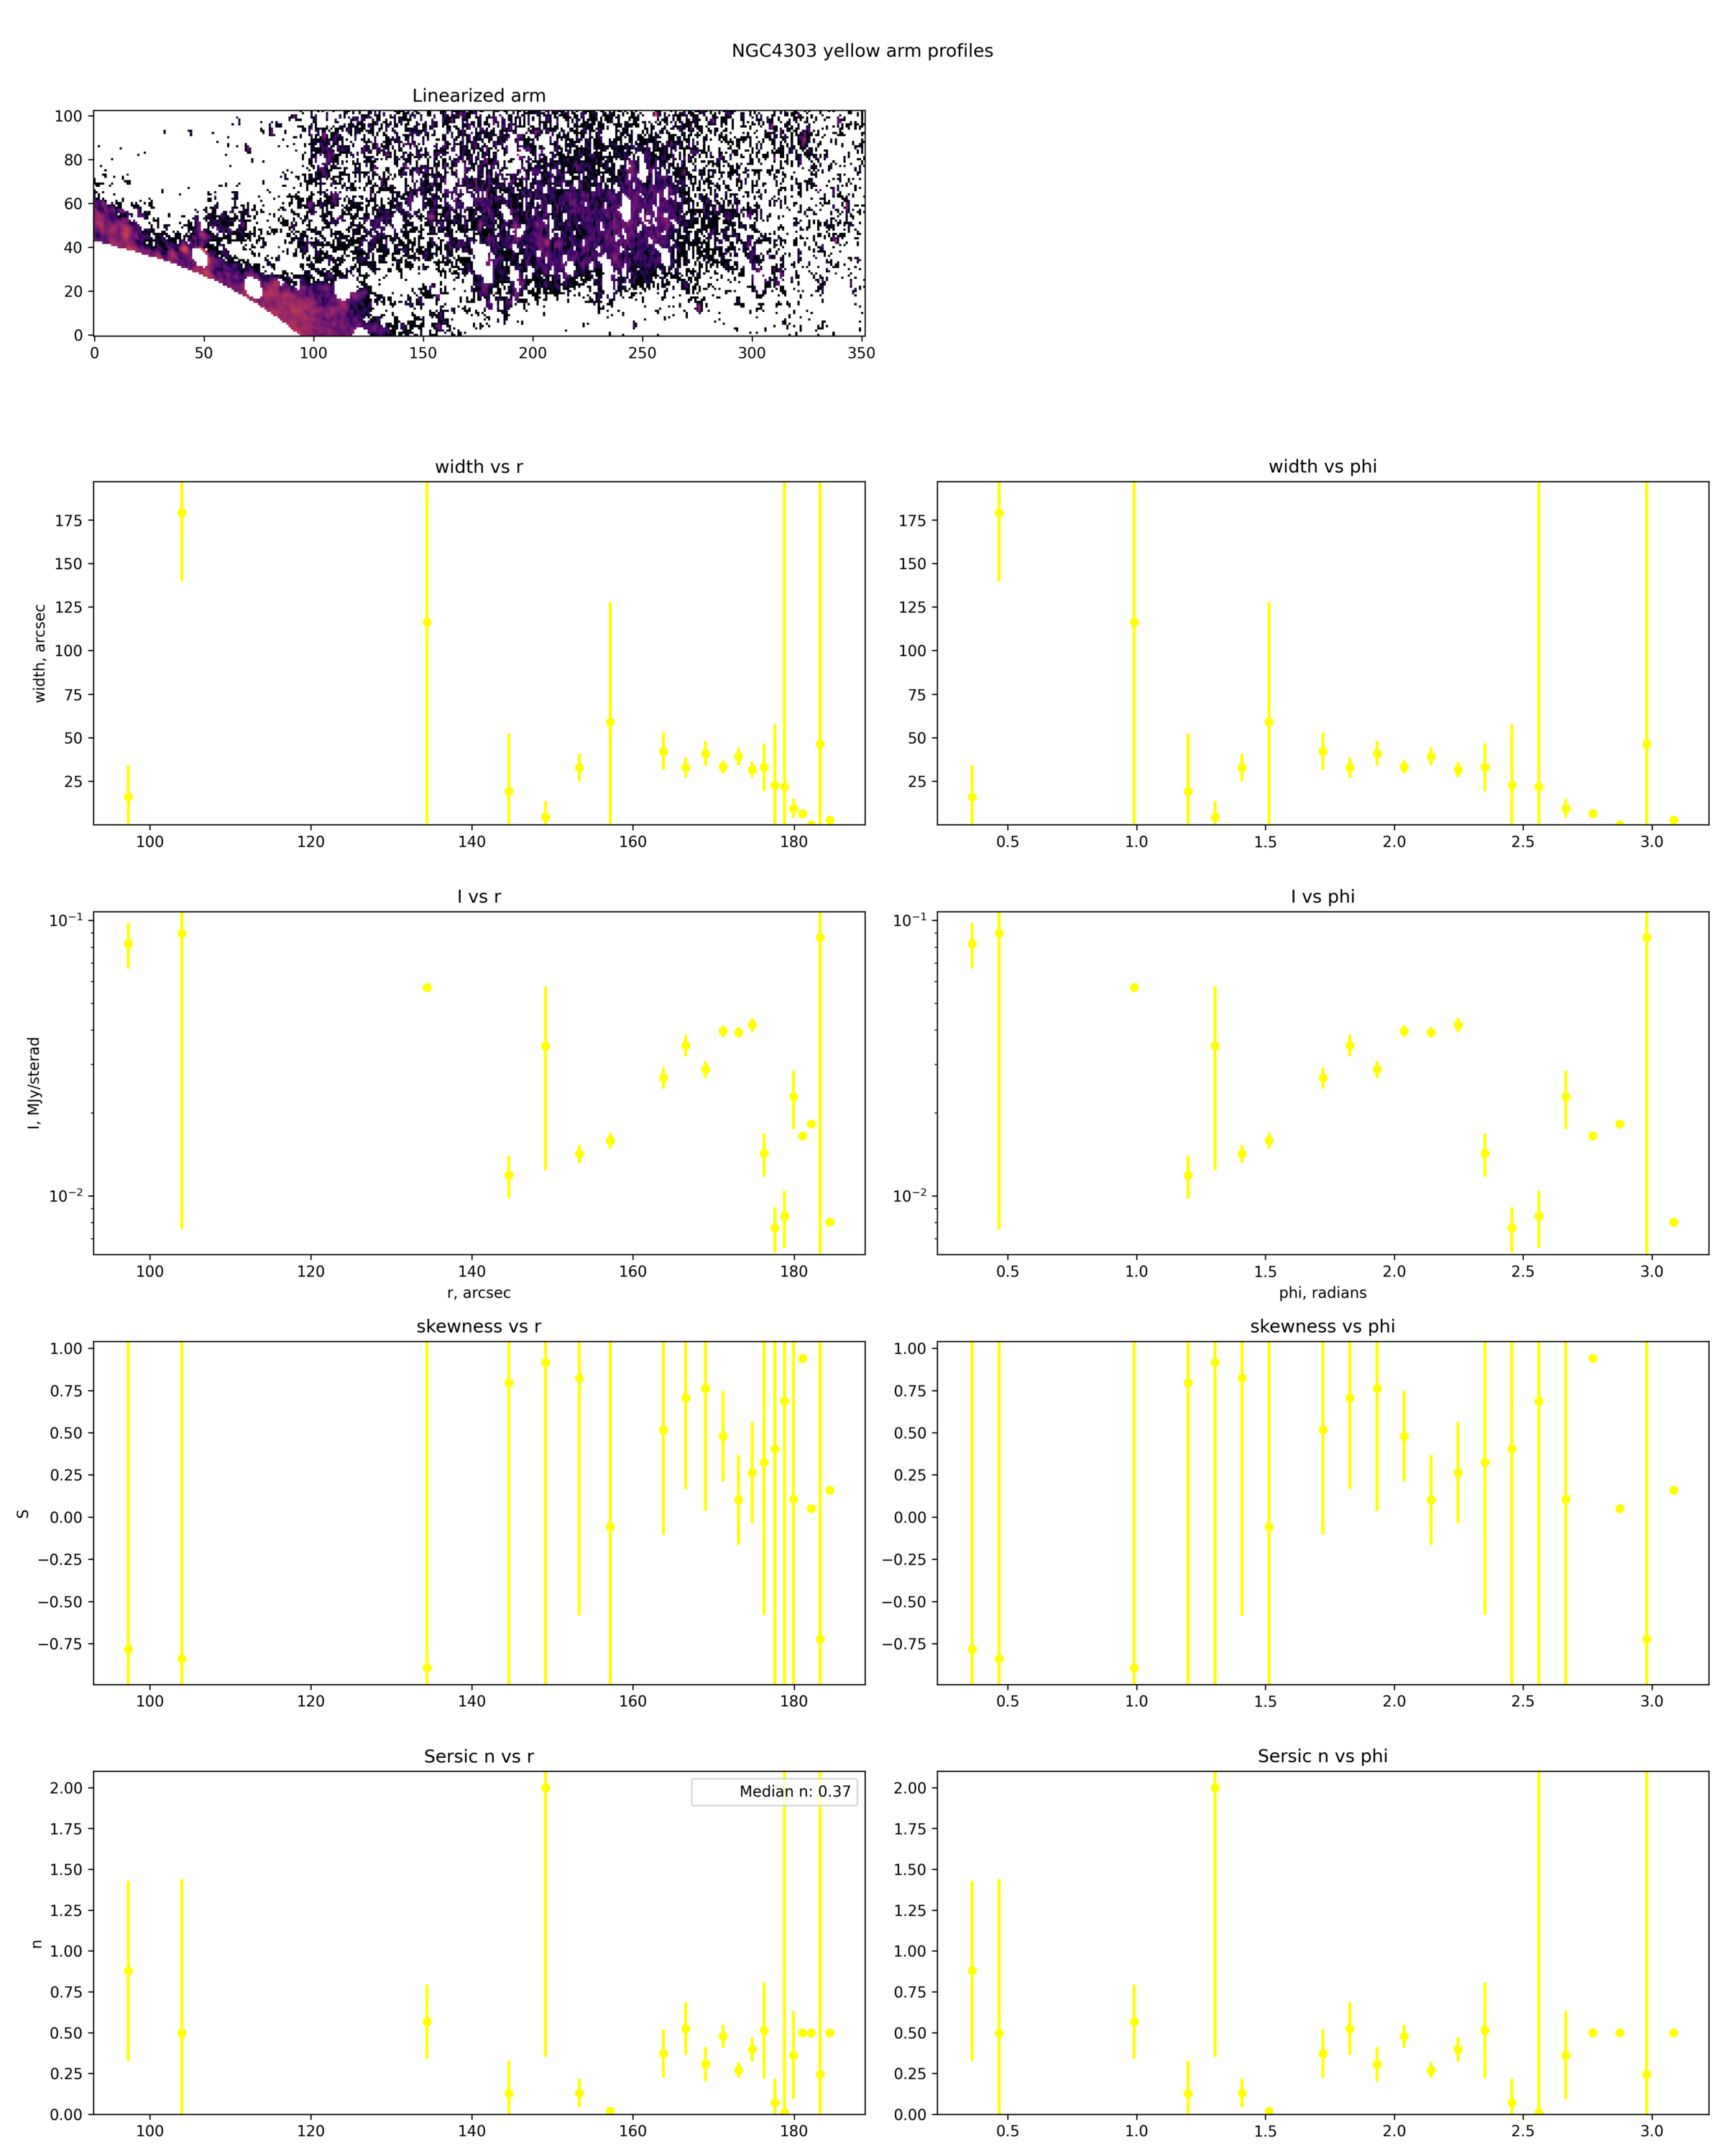 NGC4303 yellow arm profiles
Linearized arm
100
80
60
40
20
0
0 50 100 150 200 250 300 350
width vs r
width vs phi
width, arcsec
175
150
125
100
75
50
25
100 120 140 160 180
175
150
125
100
75
50
25
0.5 1.0 1.5 2.0 2.5 3.0
I vs r
I vs phi
I, MJy/sterad
10⁻¹
10⁻²
100 120 140 160 180
r, arcsec
10⁻¹
10⁻²
0.5 1.0 1.5 2.0 2.5 3.0
phi, radians
skewness vs r
skewness vs phi
S
1.00
0.75
0.50
0.25
0.00
−0.25
−0.50
−0.75
100 120 140 160 180
1.00
0.75
0.50
0.25
0.00
−0.25
−0.50
−0.75
0.5 1.0 1.5 2.0 2.5 3.0
Sersic n vs r
Sersic n vs phi
n
2.00
1.75
1.50
1.25
1.00
0.75
0.50
0.25
0.00
Median n: 0.37
100 120 140 160 180
2.00
1.75
1.50
1.25
1.00
0.75
0.50
0.25
0.00
0.5 1.0 1.5 2.0 2.5 3.0